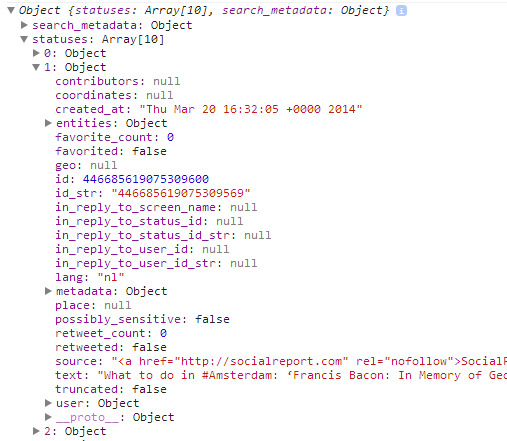 Object {statuses: Array[10], search_metadata: Object} i
search_metadata: Object
statuses: Array[10]
0: Object
1: Object
contributors: null
coordinates: null
created_at: "Thu Mar 20 16:32:05 +0000 2014"
entities: Object
favorite_count: 0
favorited: false
geo: null
id: 446685619075309600
id_str: "446685619075309569"
in_reply_to_screen_name: null
in_reply_to_status_id: null
in_reply_to_status_id_str: null
in_reply_to_user_id: null
in_reply_to_user_id_str: null
lang: "nl"
metadata: Object
place: null
possibly_sensitive: false
retweet_count: 0
retweeted: false
source: "<a href="http://socialreport.com" rel="nofollow">SocialR
text: "What to do in #Amsterdam: ‘Francis Bacon: In Memory of Geo
truncated: false
user: Object
__proto__: Object
2: Object